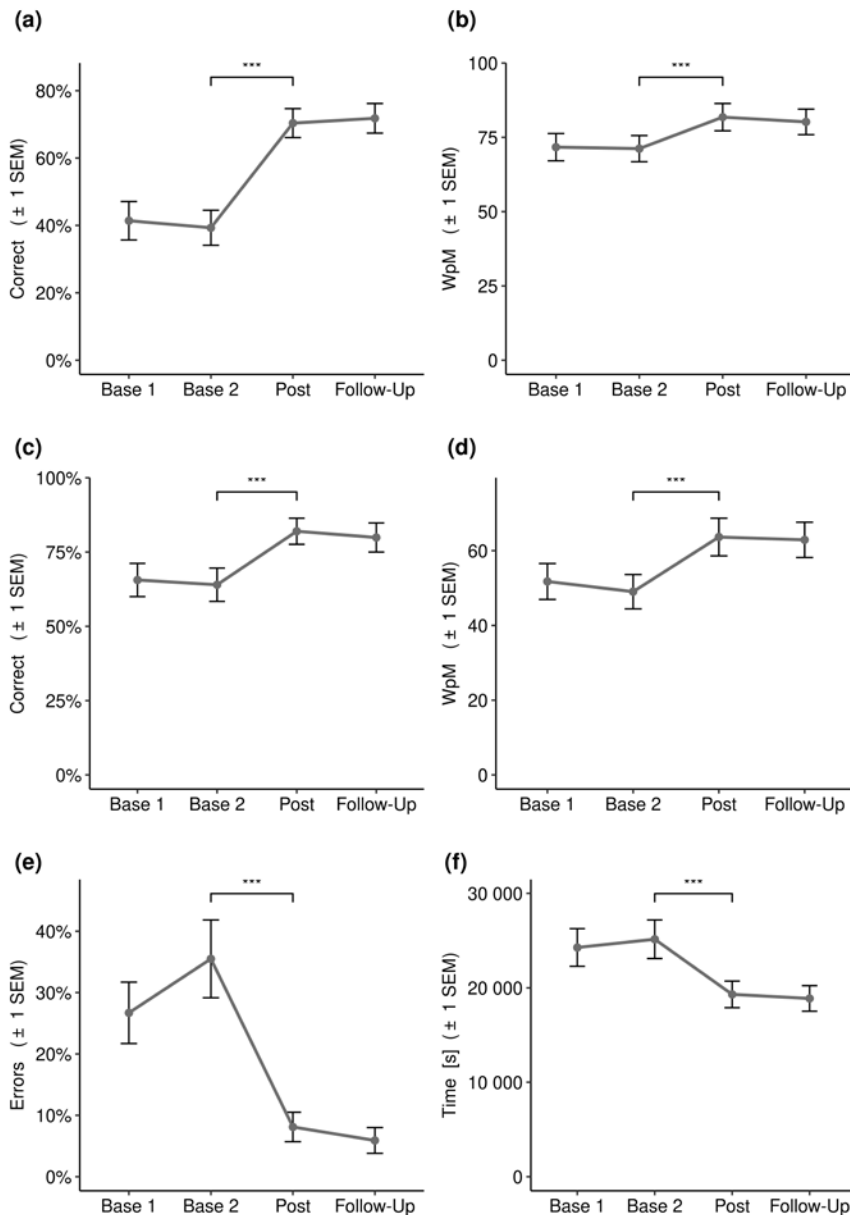 (a)
***
80%
60%
40%
20%
0%
Correct (± 1 SEM)
Base 1 Base 2 Post Follow-Up
(b)
***
100
75
50
25
0
WpM (± 1 SEM)
Base 1 Base 2 Post Follow-Up
(c)
***
100%
75%
50%
25%
0%
Correct (± 1 SEM)
Base 1 Base 2 Post Follow-Up
(d)
***
60
40
20
0
WpM (± 1 SEM)
Base 1 Base 2 Post Follow-Up
(e)
***
40%
30%
20%
10%
0%
Errors (± 1 SEM)
Base 1 Base 2 Post Follow-Up
(f)
***
30 000
20 000
10 000
0
Time [s] (± 1 SEM)
Base 1 Base 2 Post Follow-Up